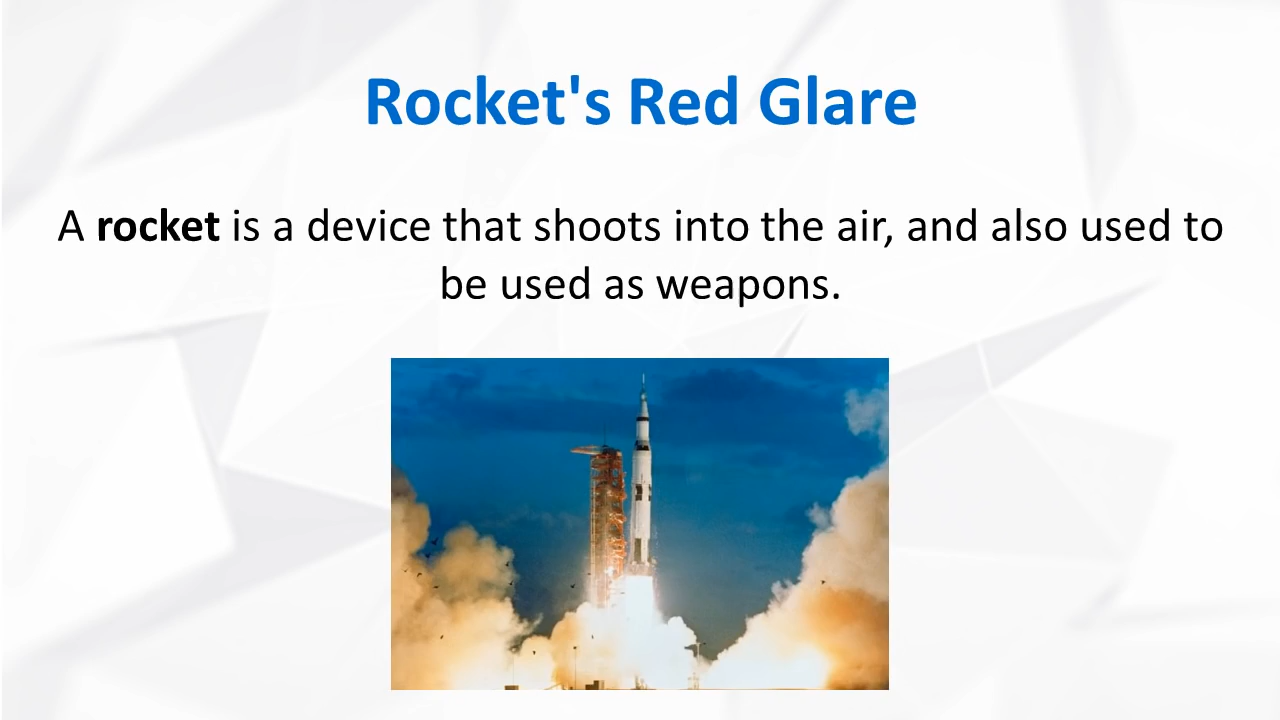 Rocket's Red Glare
A rocket is a device that shoots into the air, and also used to
be used as weapons.